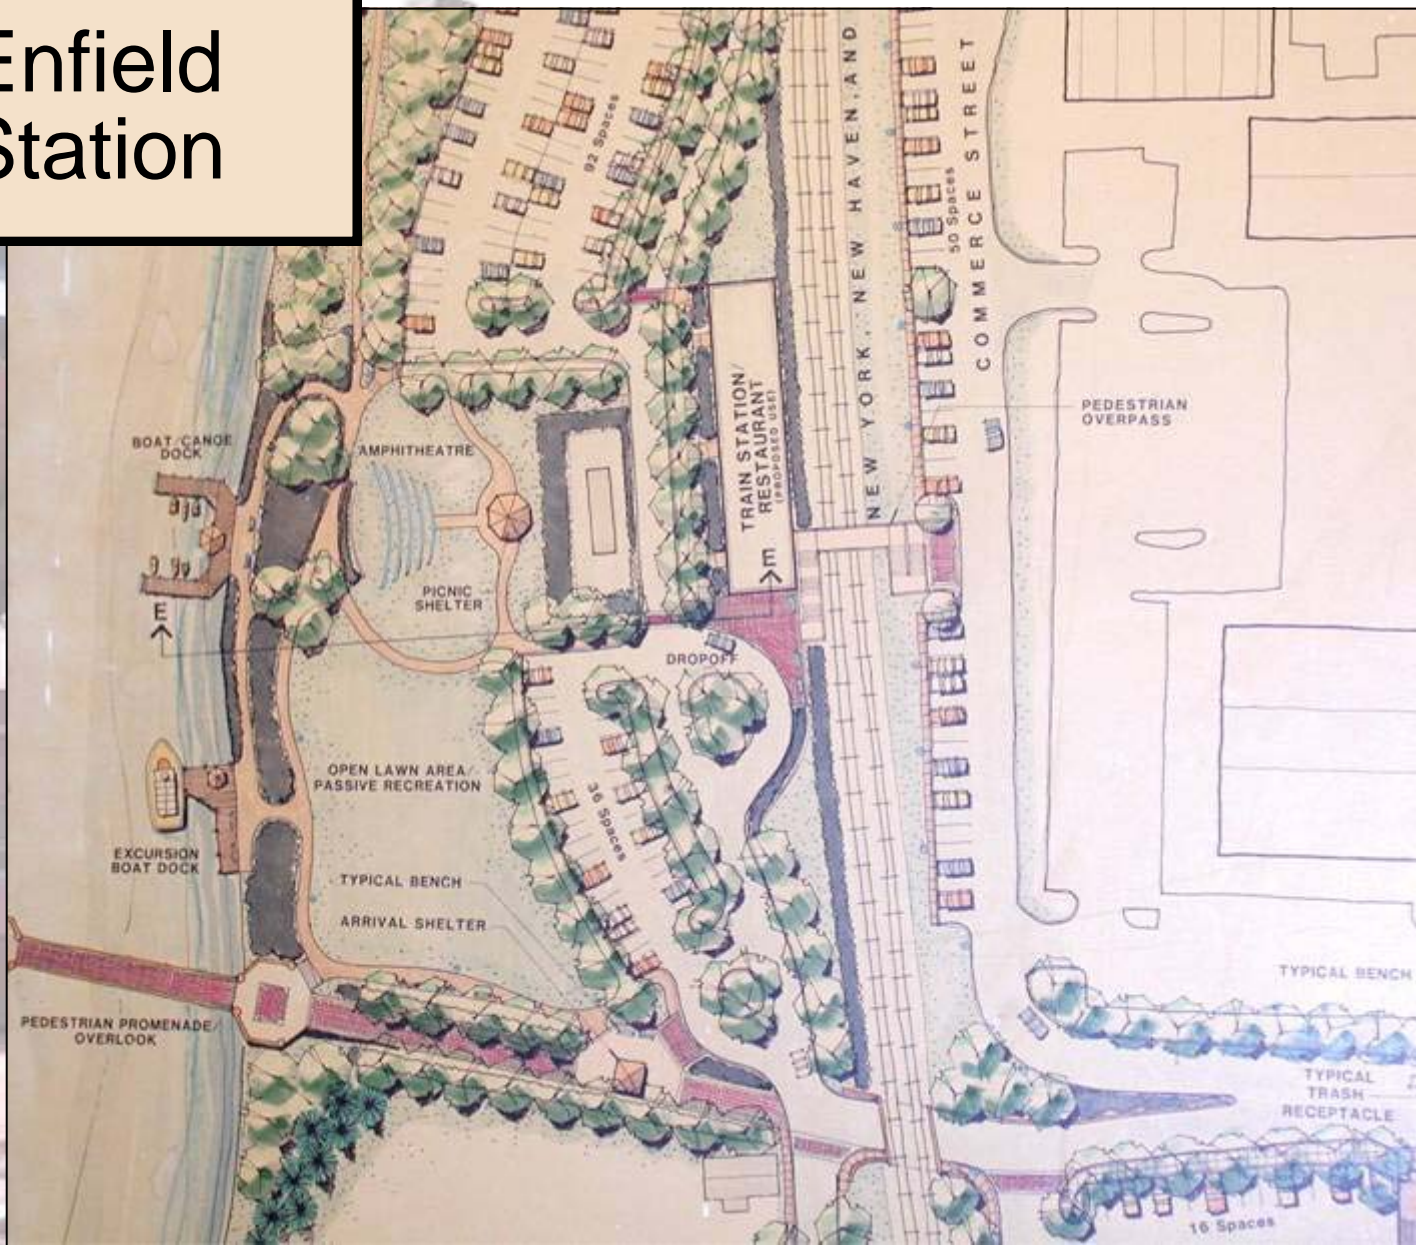 Enfield
Station
92 Spaces
NEW YORK, NEW HAVEN, AND
50 Spaces
COMMERCE STREET
PEDESTRIAN
OVERPASS
BOAT/CANOE
DOCK
AMPHITHEATRE
TRAIN STATION/
RESTAURANT
(PROPOSED USE)
E
PICNIC
SHELTER
E
DROPOFF
OPEN LAWN AREA/
PASSIVE RECREATION
36 Spaces
EXCURSION
BOAT DOCK
TYPICAL BENCH
ARRIVAL SHELTER
TYPICAL BENCH
PEDESTRIAN PROMENADE/
OVERLOOK
TYPICAL
TRASH
RECEPTACLE
16 Spaces